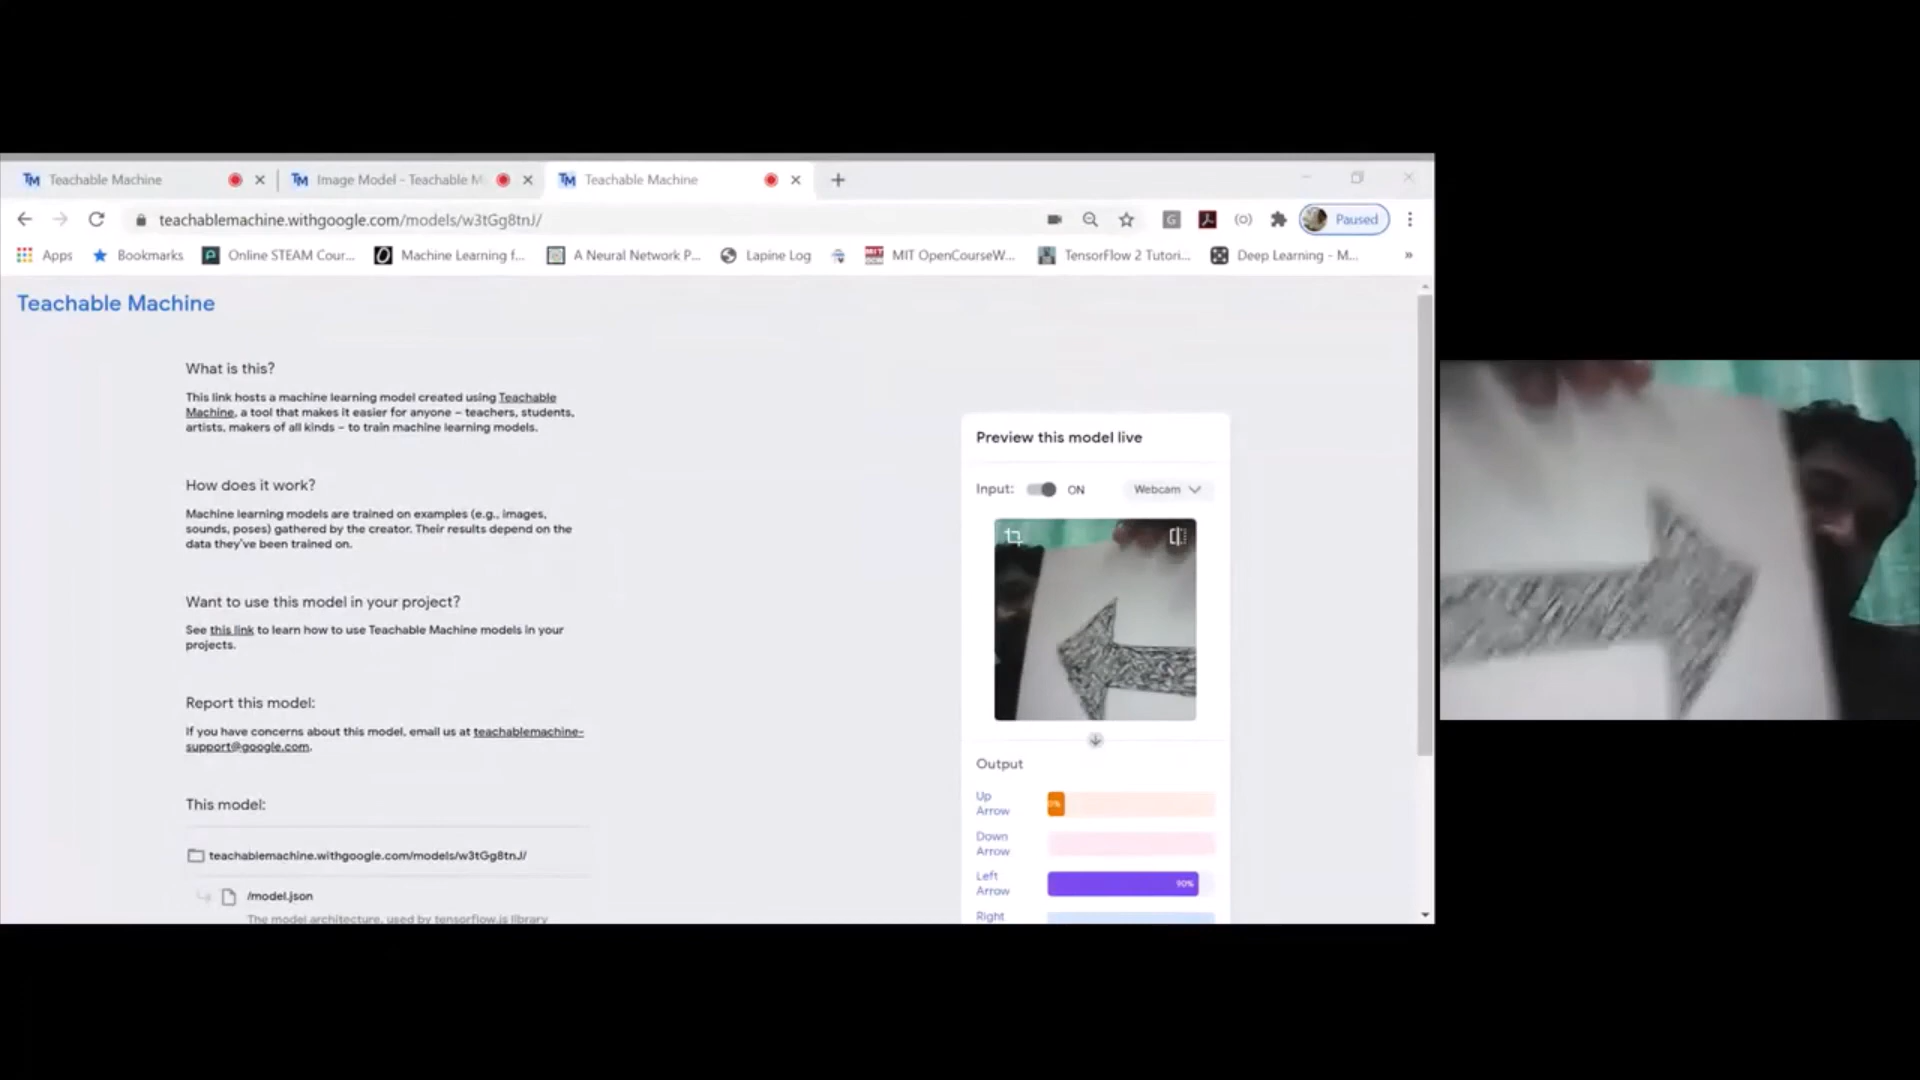 Teachable Machine
Image Model - Teachable M
Teachable Machine
teachablemachine.withgoogle.com/models/w3tGg8tnJ/
Paused
Apps
Bookmarks
Online STEAM Cour...
Machine Learning f...
A Neural Network P...
Lapine Log
MIT OpenCourseW...
TensorFlow 2 Tutori...
Deep Learning - M...
Teachable Machine
What is this?
This link hosts a machine learning model created using Teachable
Machine, a tool that makes it easier for anyone – teachers, students,
artists, makers of all kinds – to train machine learning models.
How does it work?
Machine learning models are trained on examples (e.g., images,
sounds, poses) gathered by the creator. Their results depend on the
data they've been trained on.
Want to use this model in your project?
See this link to learn how to use Teachable Machine models in your
projects.
Report this model:
If you have concerns about this model, email us at teachablemachine-
support@google.com.
This model:
teachablemachine.withgoogle.com/models/w3tGg8tnJ/
/model.json
The model architecture, used by tensorflow.js library
Preview this model live
Input:
ON
Webcam
Output
Up
Arrow
Down
Arrow
Left
Arrow
90%
Right